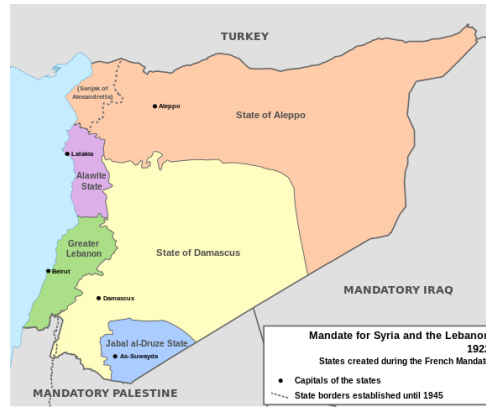 TURKEY
(Sanjak of
Alexandretta)
Aleppo
State of Aleppo
Latakia
Alawite
State
Greater
Lebanon
State of Damascus
Beirut
MANDATORY IRAQ
Damascus
Jabal al-Druze State
As-Suwayda
MANDATORY PALESTINE
Mandate for Syria and the Lebanon
192
States created during the French Mandat
Capitals of the states
State borders established until 1945